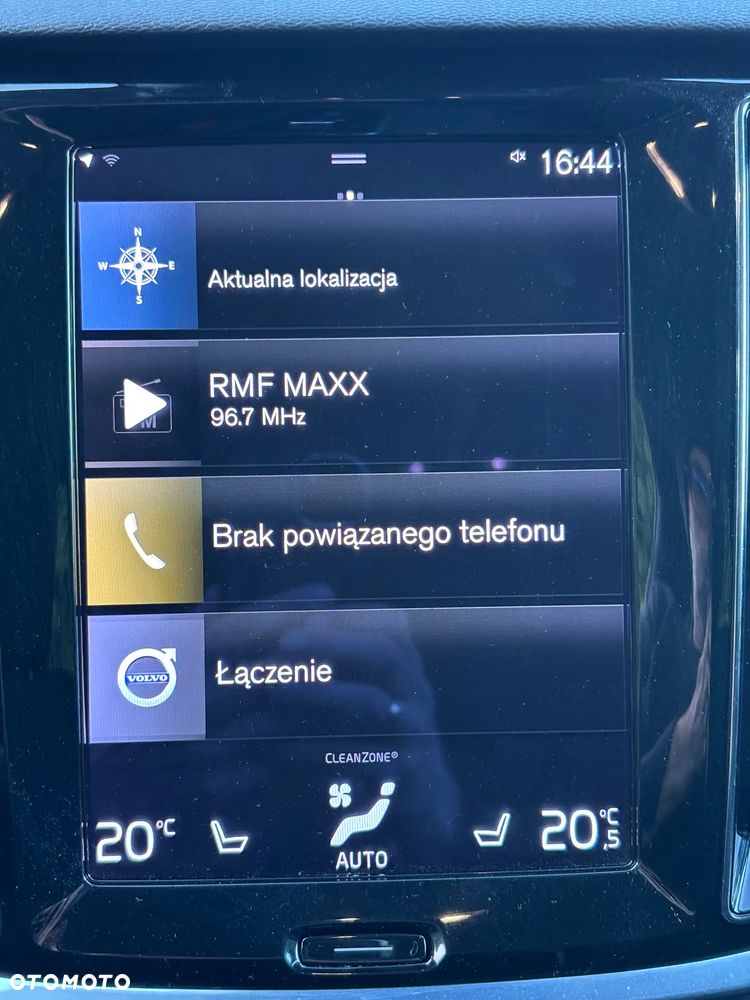 16:44
N
W E
S
Aktualna lokalizacja
RMF MAXX
96.7 MHz
Brak powiązanego telefonu
VOLVO
Łączenie
CLEANZONE®
20°C
20°C,5
AUTO
OTOMOTO